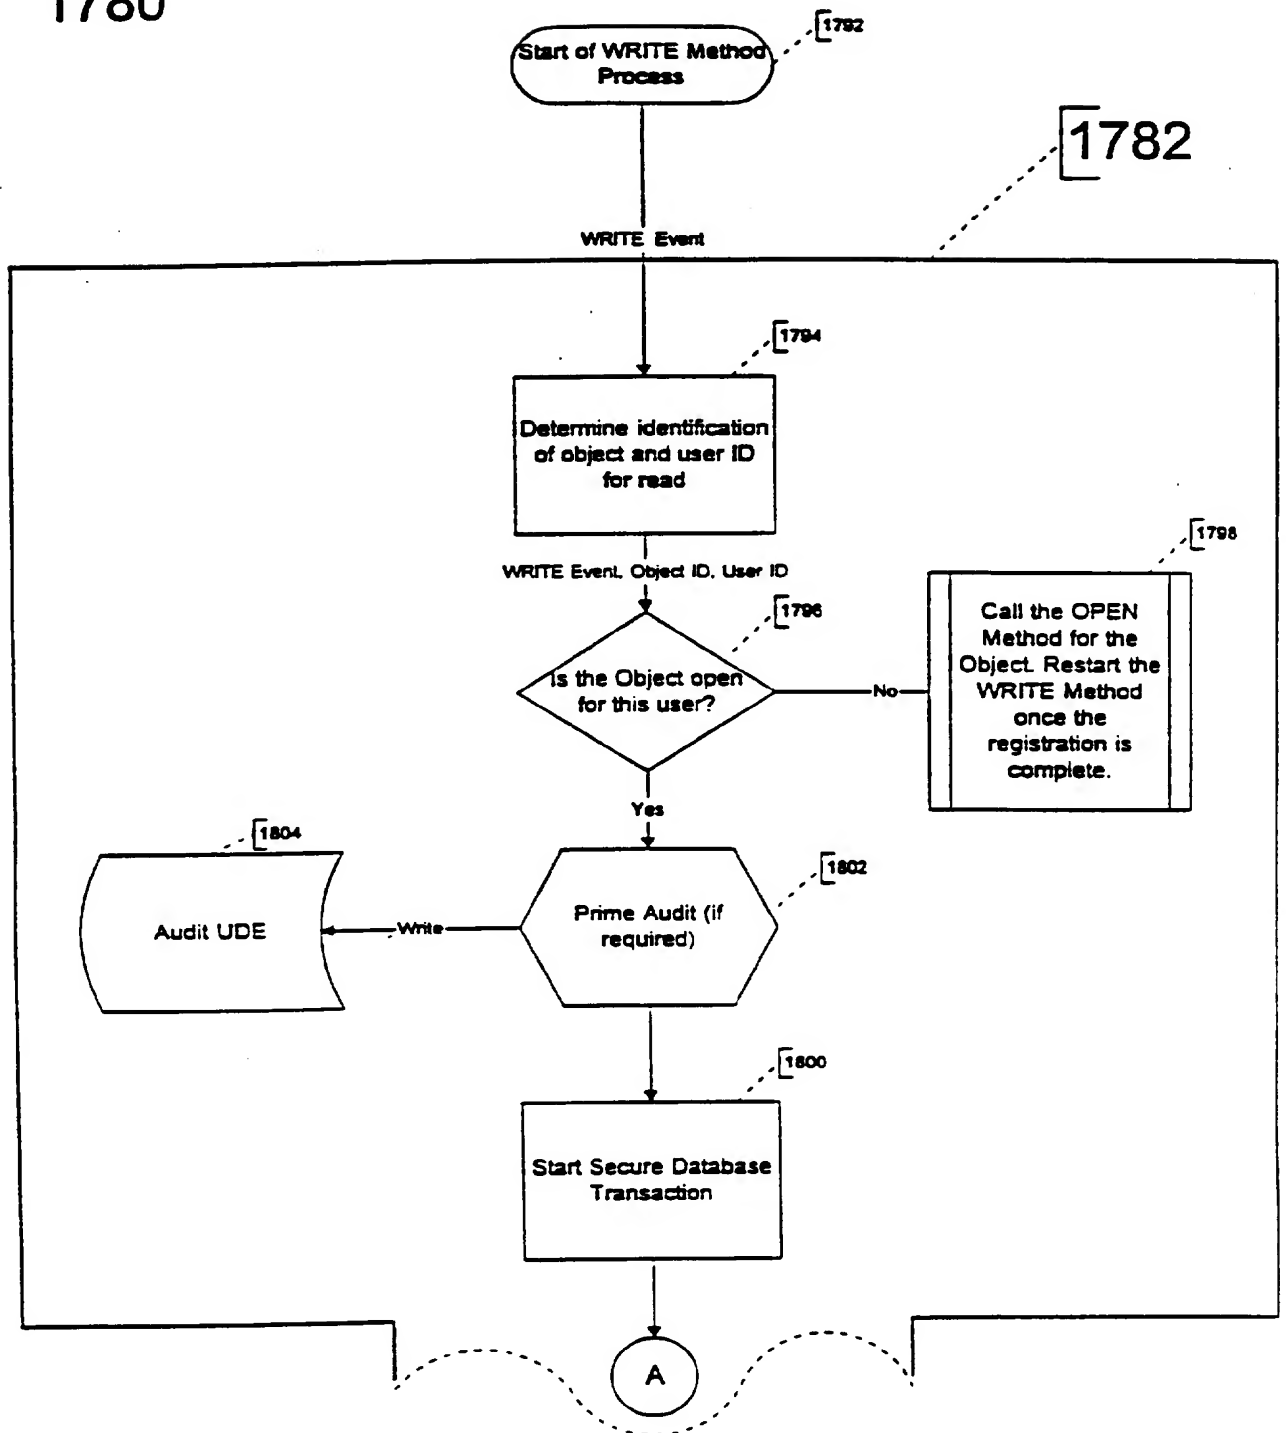 1780
1792
Start of WRITE Method
Process
1782
WRITE Event
1794
Determine identification
of object and user ID
for read
WRITE Event, Object ID, User ID
1796
1798
Is the Object open
for this user?
No
Call the OPEN
Method for the
Object. Restart the
WRITE Method
once the
registration is
complete.
Yes
1804
1802
Audit UDE
Write
Prime Audit (if
required)
1800
Start Secure Database
Transaction
A